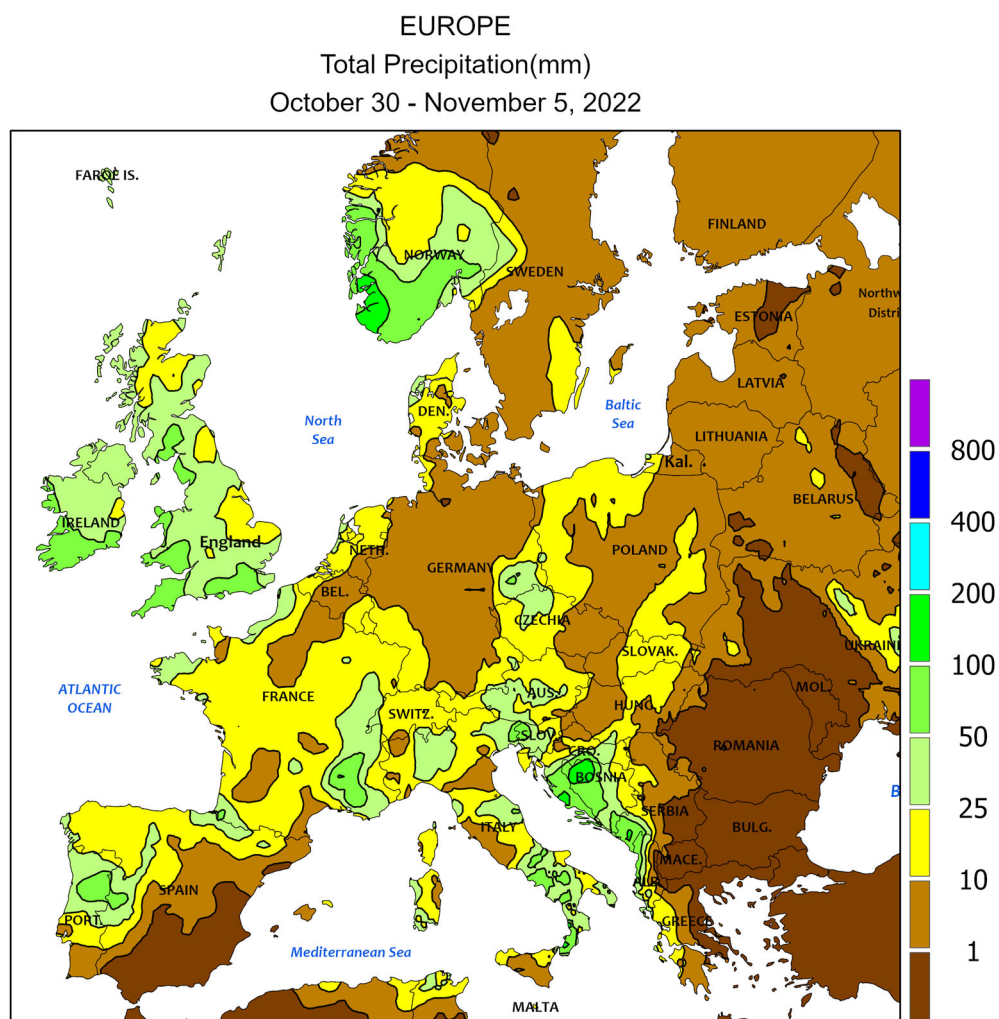 EUROPE
Total Precipitation(mm)
October 30 - November 5, 2022
FAROE IS.
FINLAND
NORWAY
SWEDEN
Northw
Distri
ESTONIA
LATVIA
North
Sea
DEN.
Baltic
Sea
LITHUANIA
Kal.
BELARUS
IRELAND
England
NETH.
POLAND
GERMANY
BEL.
CZECHIA
SLOVAK.
UKRAINI
ATLANTIC
OCEAN
FRANCE
SWITZ.
AUS.
HUNG.
MOL.
SLOV.
CRO.
ROMANIA
BOSNIA
B
SERBIA
ITALY
BULG.
MACE.
ALB.
SPAIN
PORT.
GREECE
Mediterranean Sea
MALTA
800
400
200
100
50
25
10
1